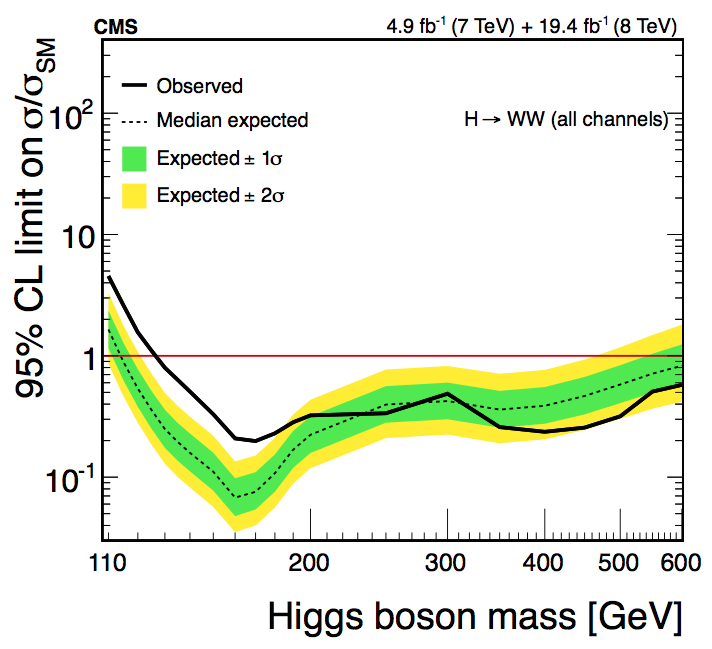 CMS 4.9 fb⁻¹ (7 TeV) + 19.4 fb⁻¹ (8 TeV)
95% CL limit on σ/σSM
Observed
Median expected
Expected ± 1σ
Expected ± 2σ
H → WW (all channels)
10²
10
1
10⁻¹
110 200 300 400 500 600
Higgs boson mass [GeV]